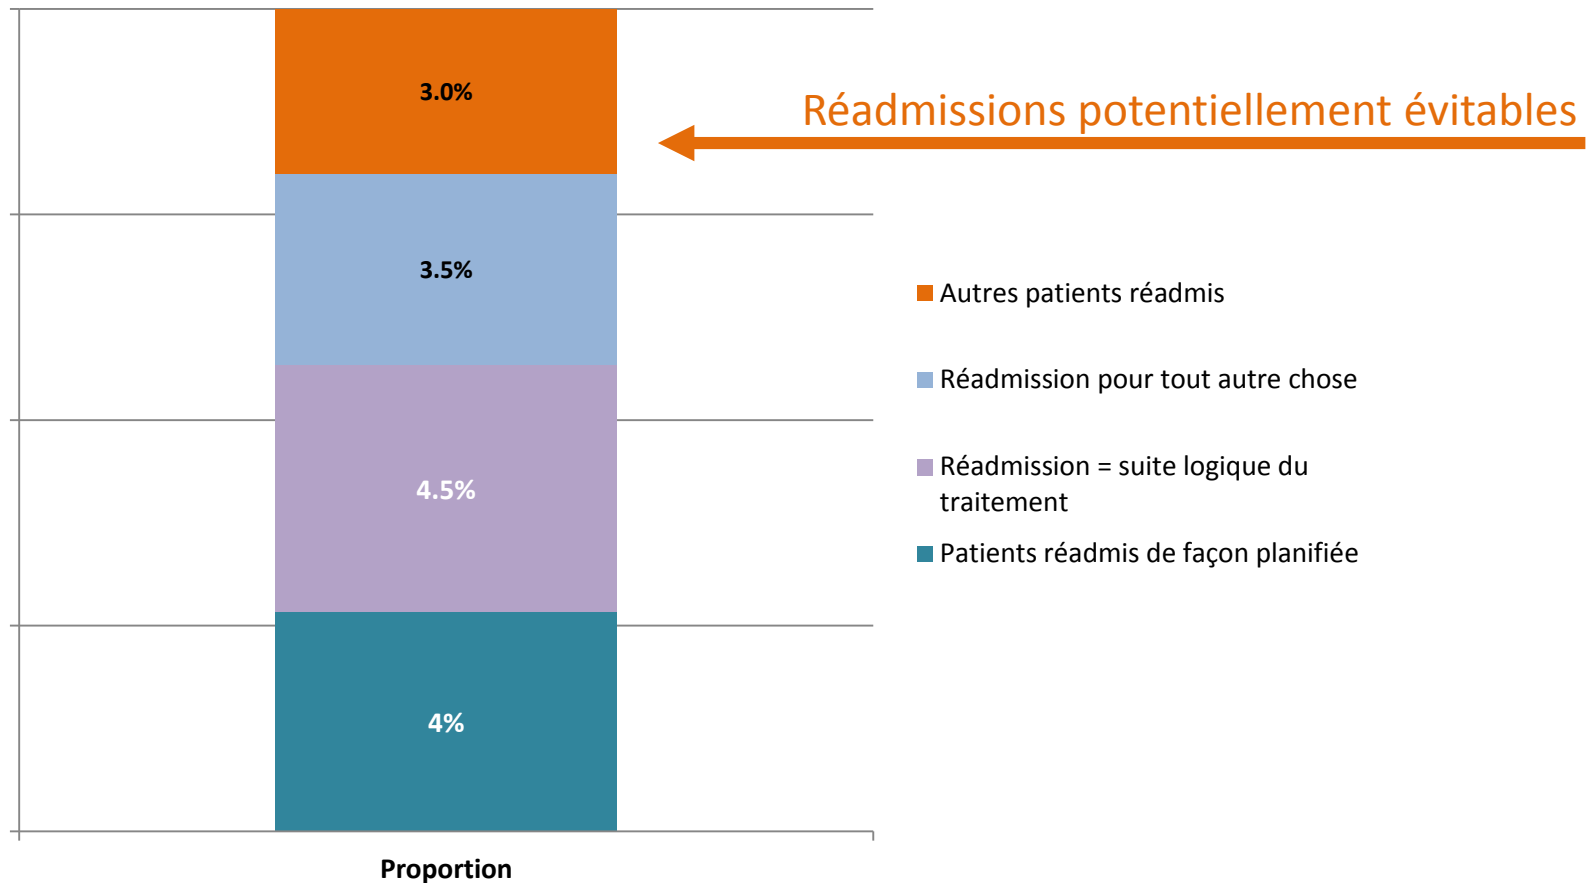 3.0%
Réadmissions potentiellement évitables
3.5%
4.5%
4%
Autres patients réadmis
Réadmission pour tout autre chose
Réadmission = suite logique du
traitement
Patients réadmis de façon planifiée
Proportion